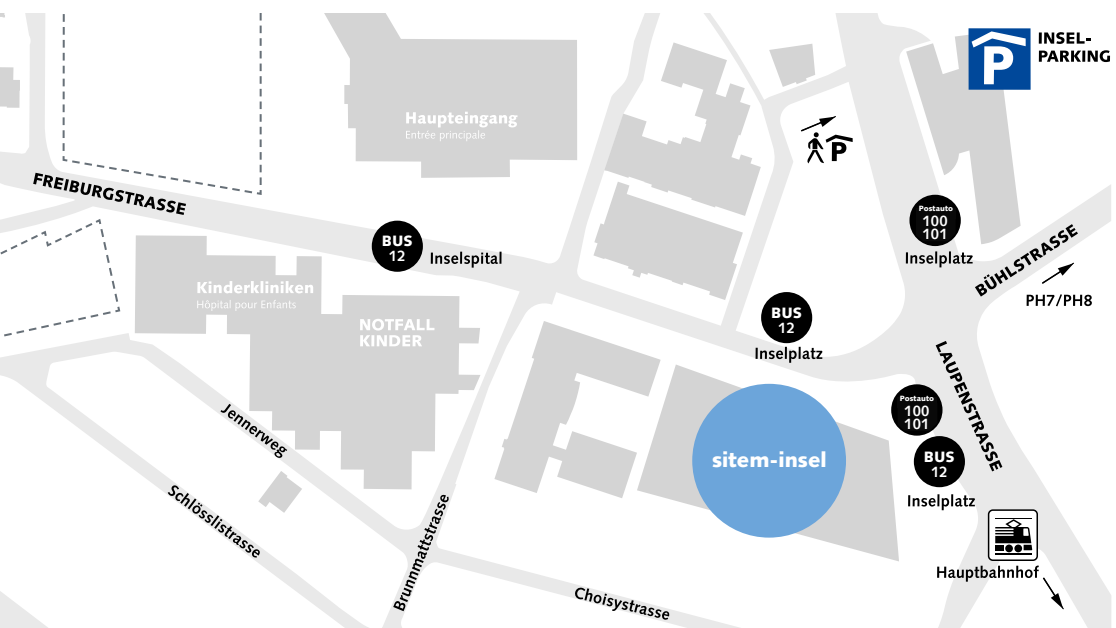 P
INSEL-
PARKING
Haupteingang
Entrée principale
P
FREIBURGSTRASSE
BUS
12
Inselspital
Postauto
100
101
Inselplatz
BÜHLSTRASSE
PH7/PH8
Kinderkliniken
Hôpital pour Enfants
NOTFALL
KINDER
BUS
12
Inselplatz
LAUPENSTRASSE
Postauto
100
101
BUS
12
Inselplatz
sitem-insel
Jennerweg
Schlösslistrasse
Brunnmattstrasse
Choisystrasse
Hauptbahnhof